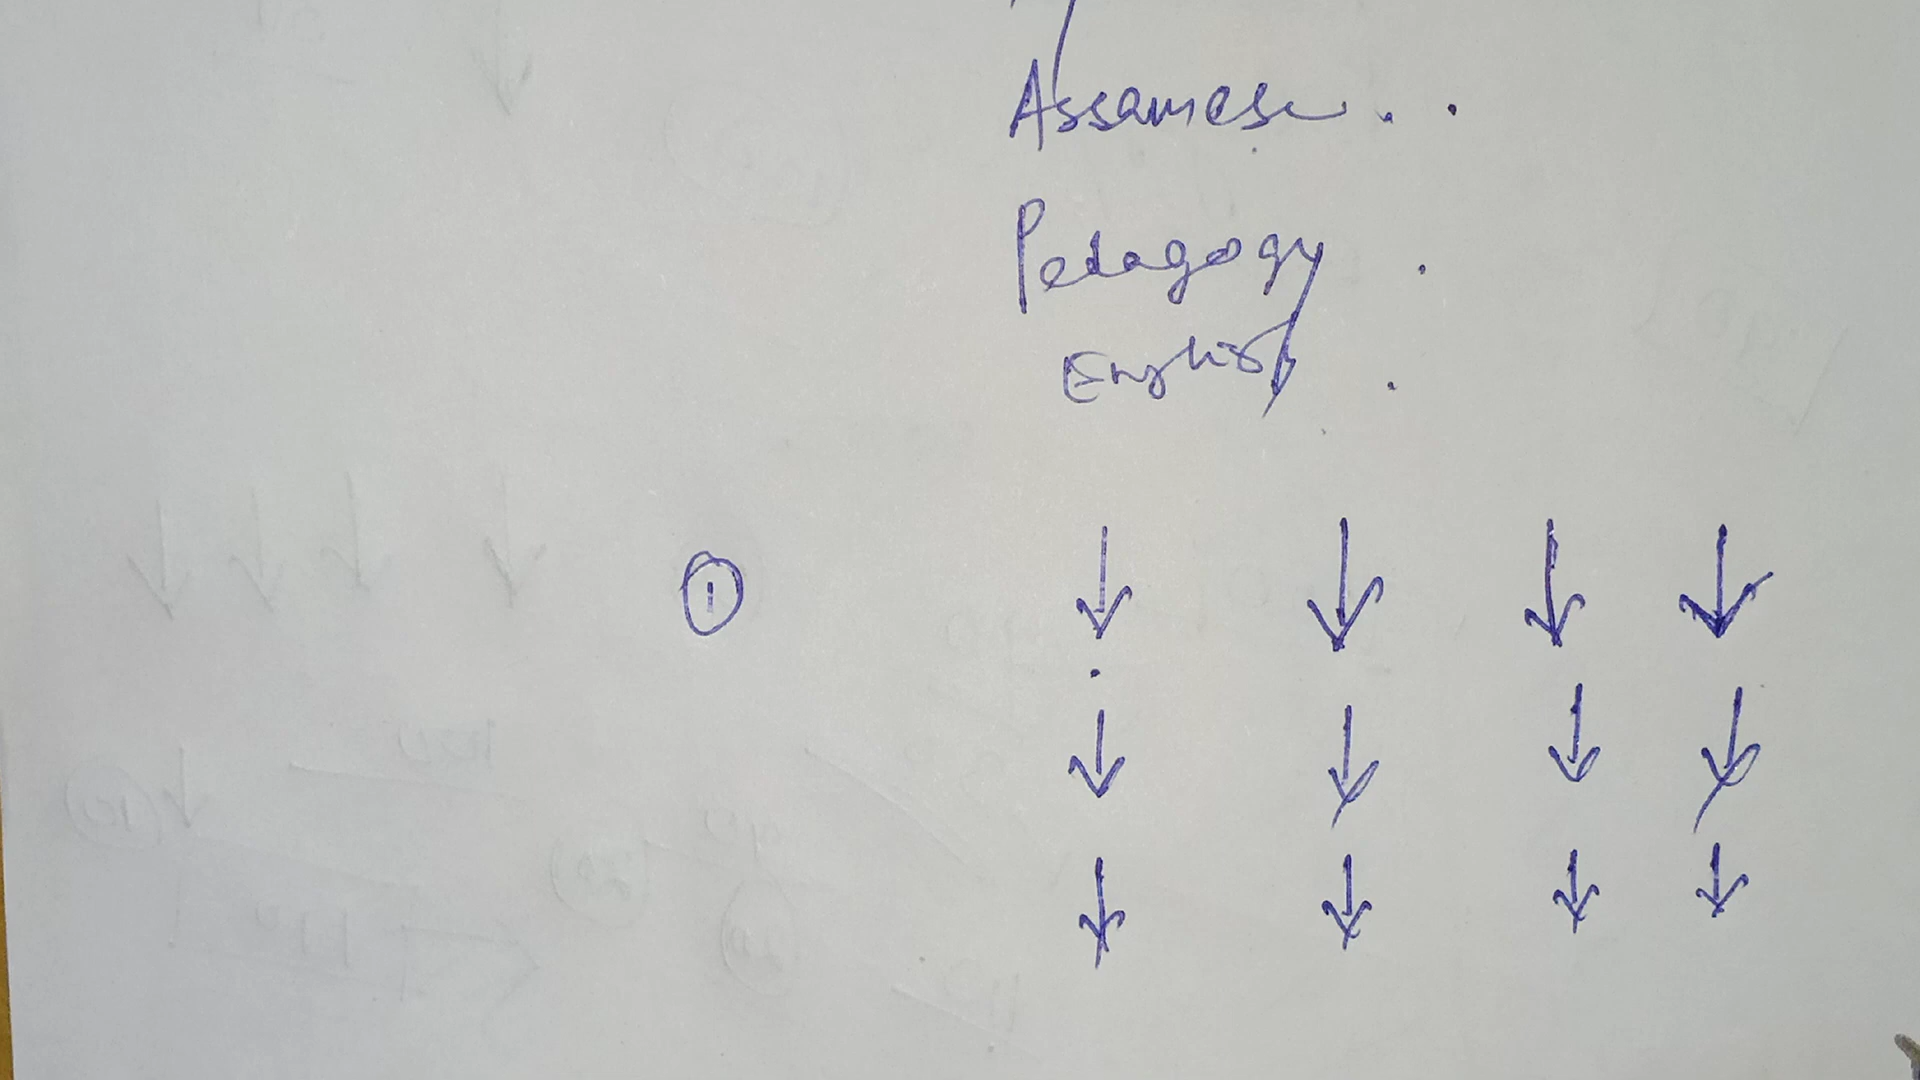 Assamese . .
Pedagogy .
English .
①
↓ ↓ ↓ ↓
↓ ↓ ↓ ↓
↓ ↓ ↓ ↓